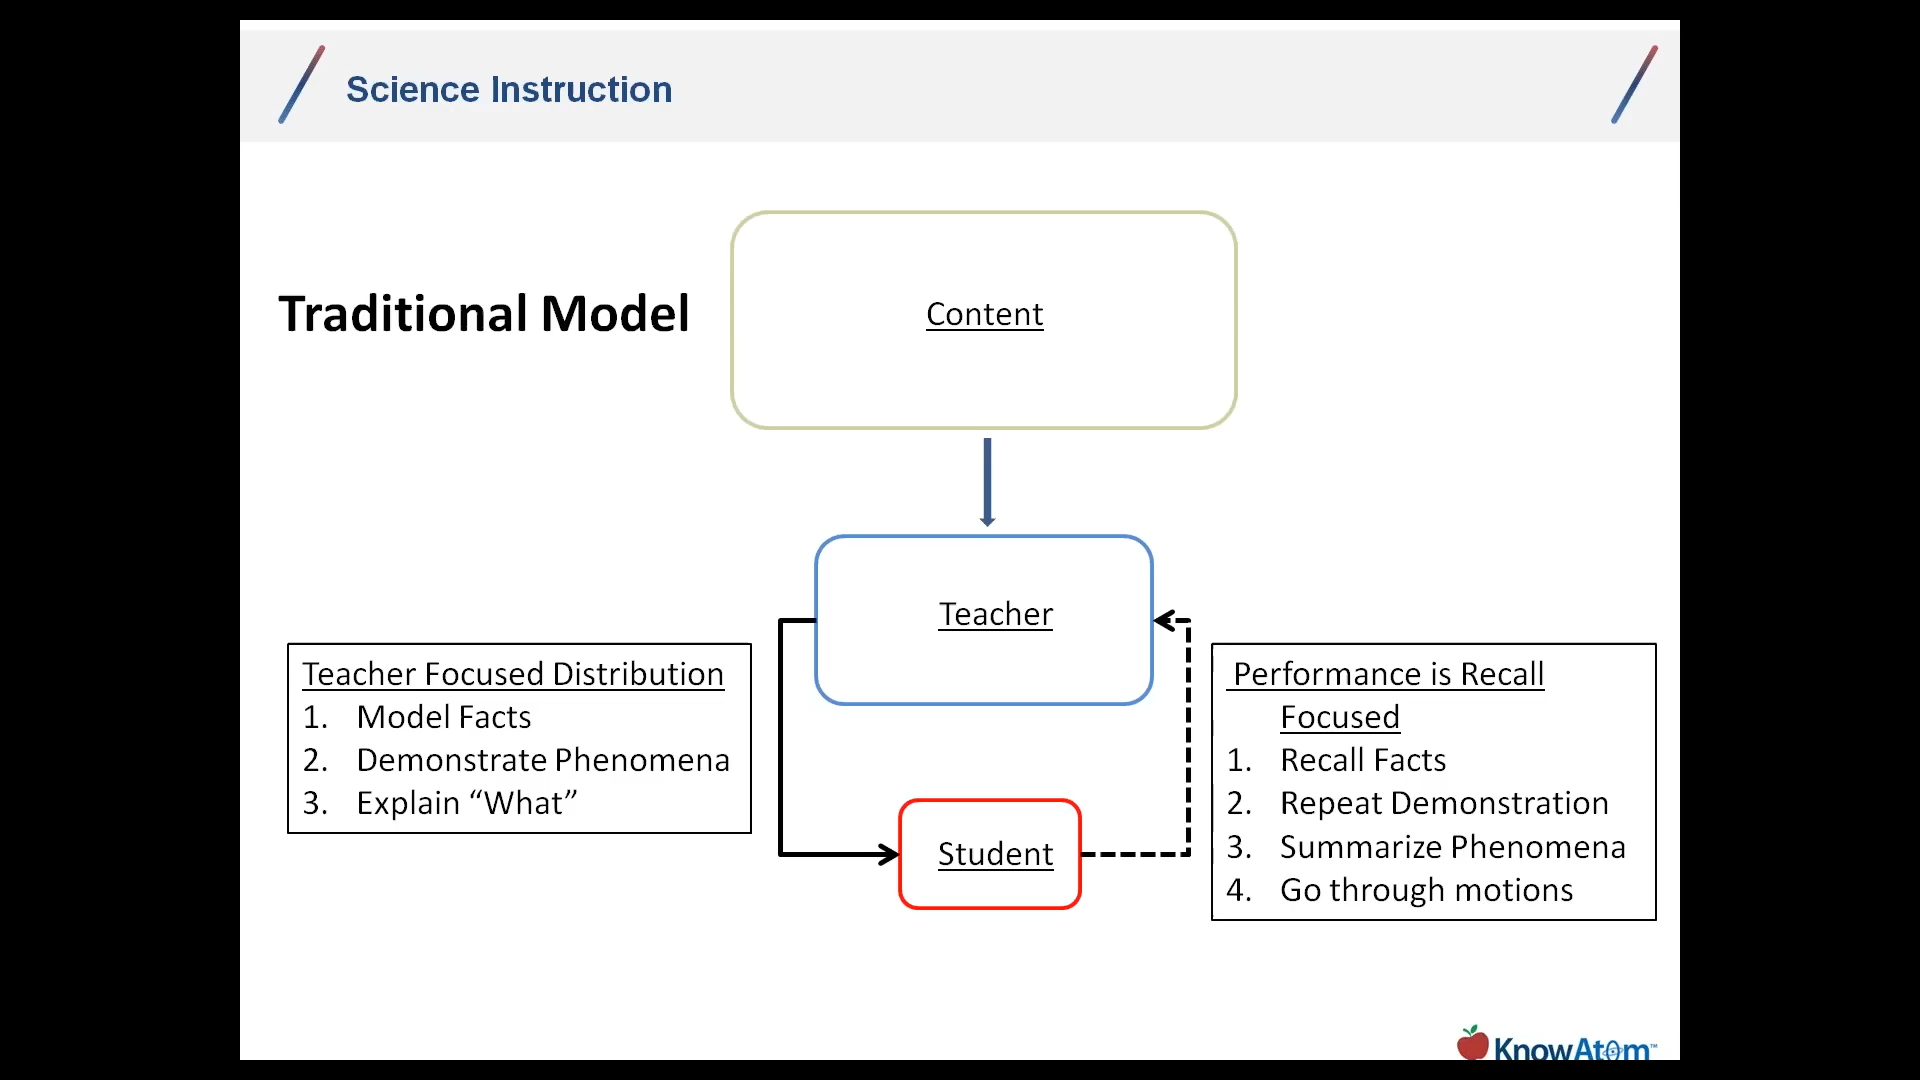 Science Instruction
Traditional Model
Content
Teacher
Teacher Focused Distribution
1. Model Facts
2. Demonstrate Phenomena
3. Explain “What”
Student
Performance is Recall
Focused
1. Recall Facts
2. Repeat Demonstration
3. Summarize Phenomena
4. Go through motions
KnowAtom™